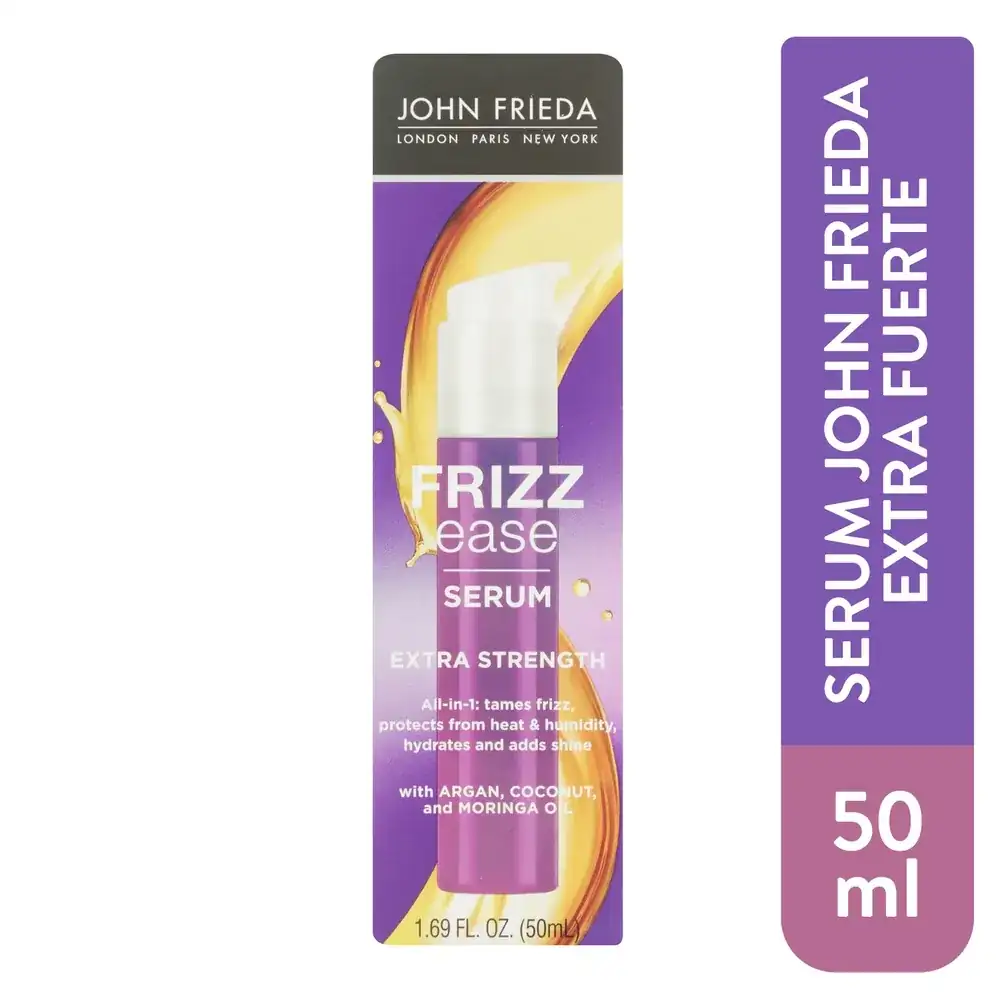 JOHN FRIEDA
LONDON PARIS NEW YORK
FRIZZ
ease
SERUM
EXTRA STRENGTH
All-in-1: tames frizz,
protects from heat & humidity,
hydrates and adds shine
with ARGAN, COCONUT,
and MORINGA OIL
1.69 FL. OZ. (50mL)
SERUM JOHN FRIEDA
EXTRA FUERTE
50
ml